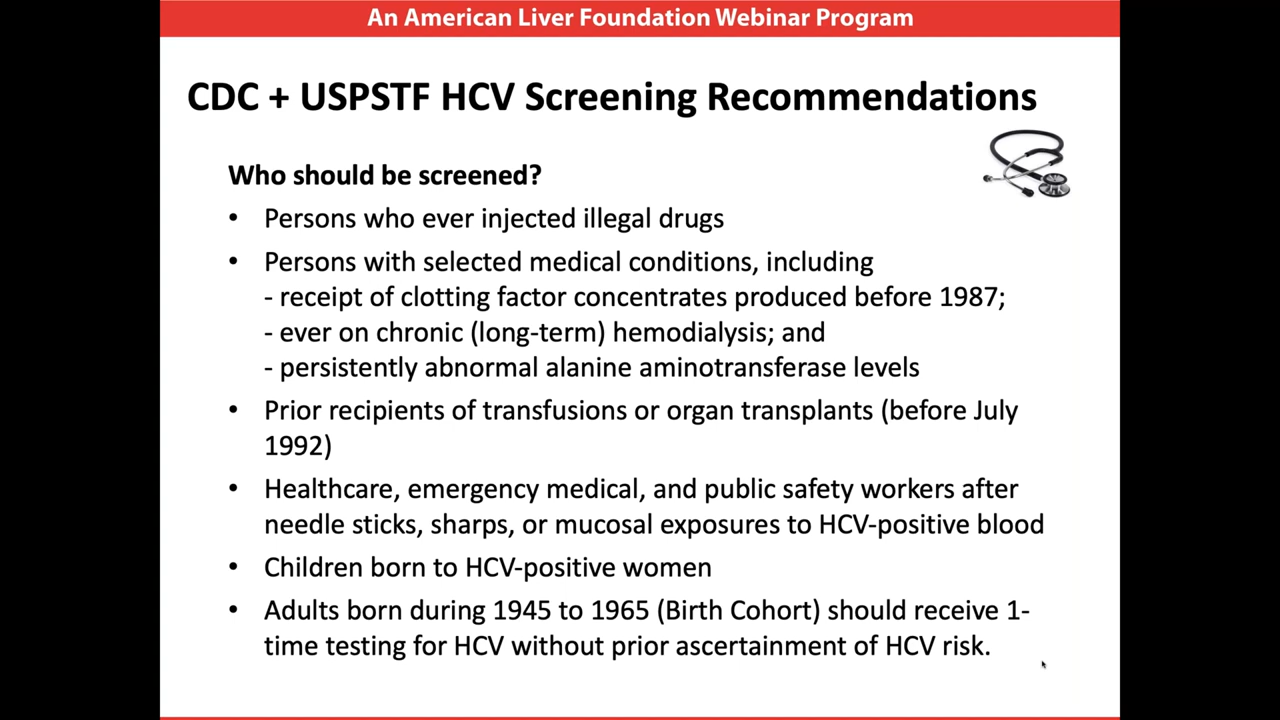 An American Liver Foundation Webinar Program
CDC + USPSTF HCV Screening Recommendations
Who should be screened?
• Persons who ever injected illegal drugs
• Persons with selected medical conditions, including
- receipt of clotting factor concentrates produced before 1987;
- ever on chronic (long-term) hemodialysis; and
- persistently abnormal alanine aminotransferase levels
• Prior recipients of transfusions or organ transplants (before July
1992)
• Healthcare, emergency medical, and public safety workers after
needle sticks, sharps, or mucosal exposures to HCV-positive blood
• Children born to HCV-positive women
• Adults born during 1945 to 1965 (Birth Cohort) should receive 1-
time testing for HCV without prior ascertainment of HCV risk.